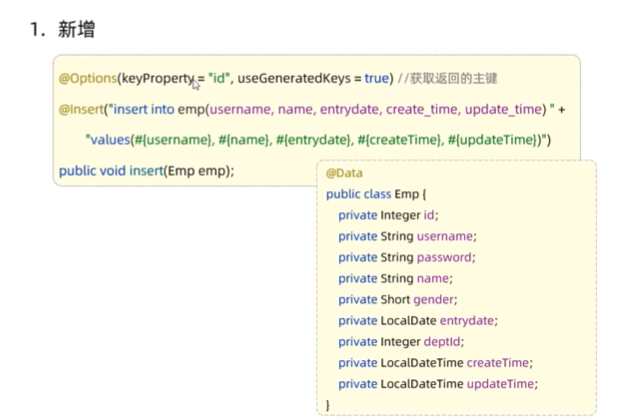 1. 新增
@Options(keyProperty = "id", useGeneratedKeys = true) //获取返回的主键
@Insert("insert into emp(username, name, entrydate, create_time, update_time) " +
"values(#{username}, #{name}, #{entrydate}, #{createTime}, #{updateTime})")
public void insert(Emp emp);
@Data
public class Emp {
private Integer id;
private String username;
private String password;
private String name;
private Short gender;
private LocalDate entrydate;
private Integer deptId;
private LocalDateTime createTime;
private LocalDateTime updateTime;
}